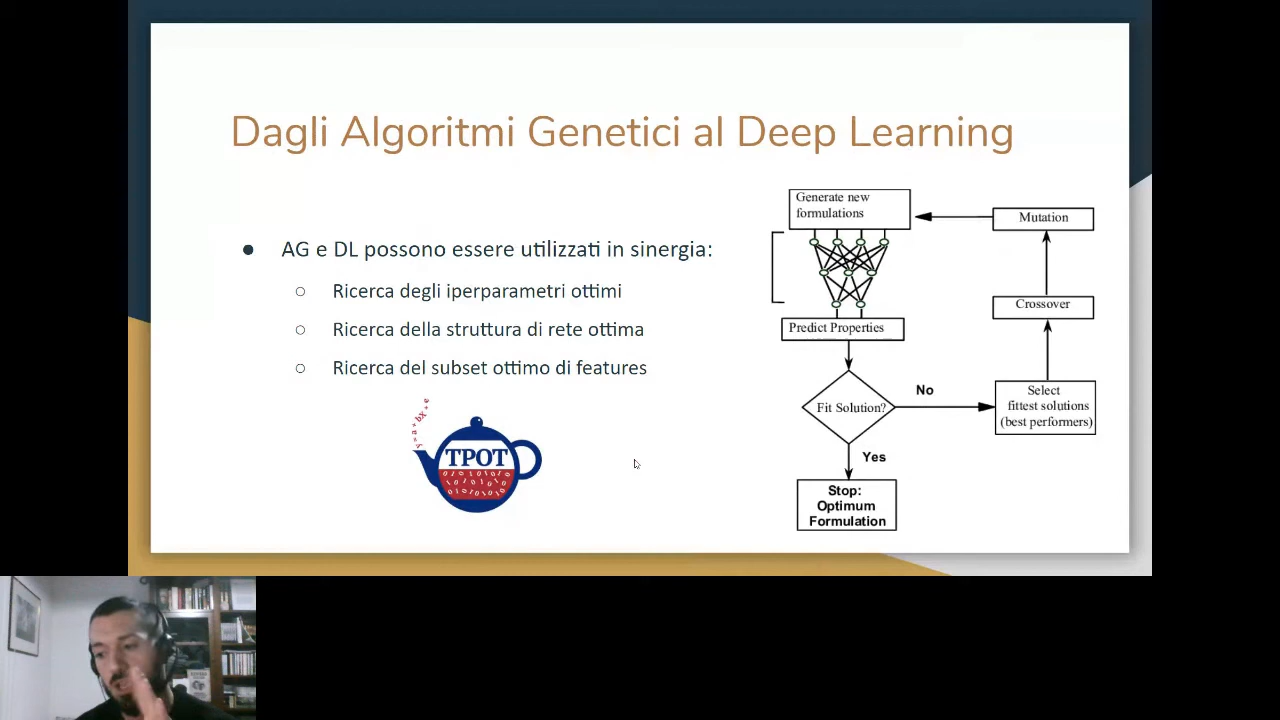 Dagli Algoritmi Genetici al Deep Learning
● AG e DL possono essere utilizzati in sinergia:
○ Ricerca degli iperparametri ottimi
○ Ricerca della struttura di rete ottima
○ Ricerca del subset ottimo di features
TPOT
Generate new
formulations
Predict Properties
Fit Solution?
No
Yes
Stop:
Optimum
Formulation
Select
fittest solutions
(best performers)
Crossover
Mutation